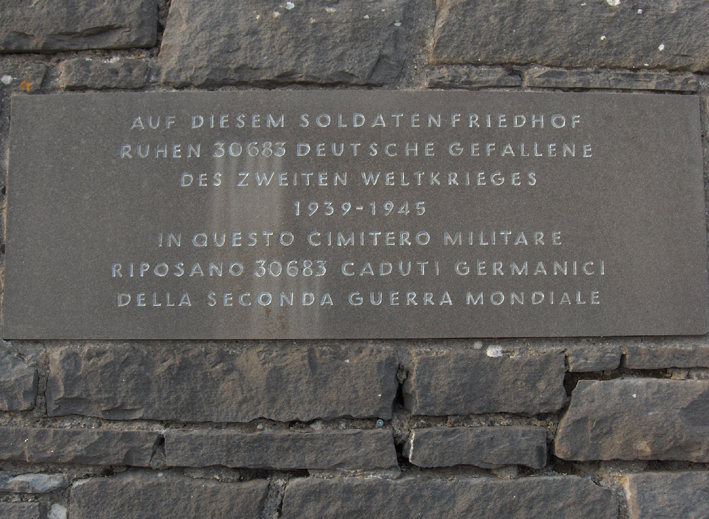 AUF DIESEM SOLDATENFRIEDHOF
RUHEN 30683 DEUTSCHE GEFALLENE
DES ZWEITEN WELTKRIEGES
1939-1945
IN QUESTO CIMITERO MILITARE
RIPOSANO 30683 CADUTI GERMANICI
DELLA SECONDA GUERRA MONDIALE